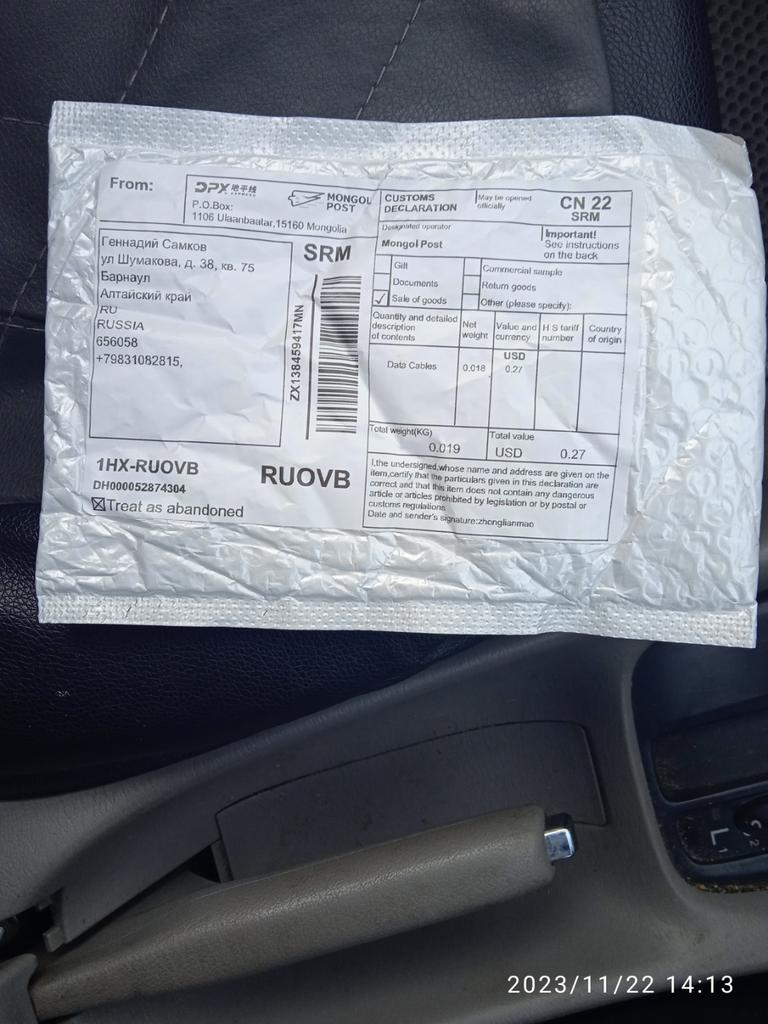 From:
DPX 地平线
EXPRESS
MONGOL
POST
P.O.Box:
1106 Ulaanbaatar,15160 Mongolia
Геннадий Самков
ул Шумакова, д. 38, кв. 75
Барнаул
Алтайский край
RU
RUSSIA
656058
+79831082815,
SRM
ZX138459417MN
1HX-RUOVB
DH000052874304
☒Treat as abandoned
RUOVB
CUSTOMS
DECLARATION
May be opened
officially
CN 22
SRM
Designated operator
Mongol Post
Important!
See instructions
on the back
Gift
Commercial sample
Documents
Return goods
✓ Sale of goods
Other (please specify):
Quantity and detailed
description
of contents
Net
weight
Value and
currency
H S tariff
number
Country
of origin
USD
Data Cables 0.018 0.27
Total weight(KG)
0.019
Total value
USD 0.27
I,the undersigned,whose name and address are given on the
item,certify that the particulars given in this declaration are
correct and that this item does not contain any dangerous
article or articles prohibited by legislation or by postal or
customs regulations.
Date and sender's signature:zhonglianmao
L
2
2023/11/22 14:13